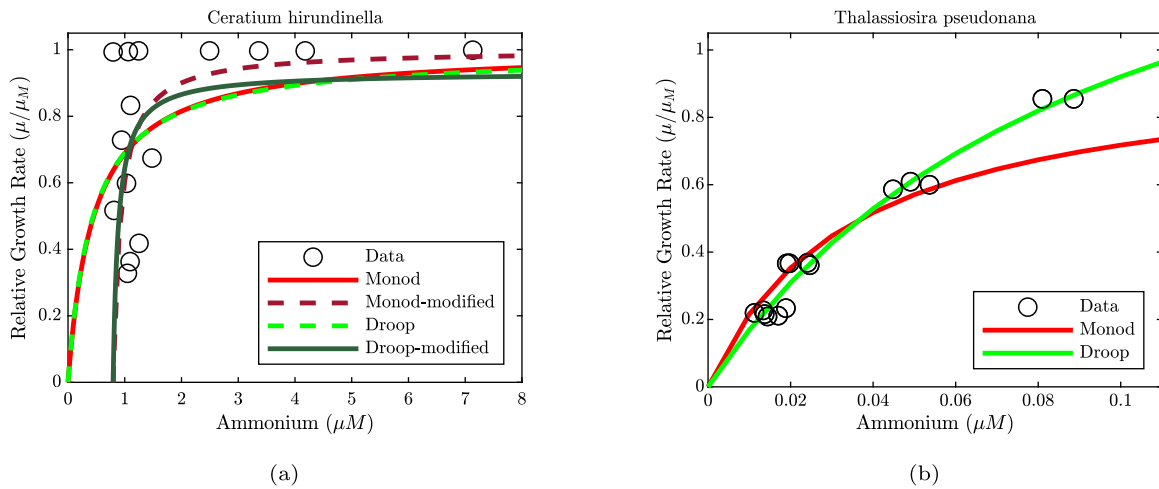 Ceratium hirundinella
Relative Growth Rate (μ/μ_M)
1
0.8
0.6
0.4
0.2
0
0 1 2 3 4 5 6 7 8
Ammonium (μM)
Data
Monod
Monod-modified
Droop
Droop-modified
(a)
Thalassiosira pseudonana
Relative Growth Rate (μ/μ_M)
1
0.8
0.6
0.4
0.2
0
0 0.02 0.04 0.06 0.08 0.1
Ammonium (μM)
Data
Monod
Droop
(b)